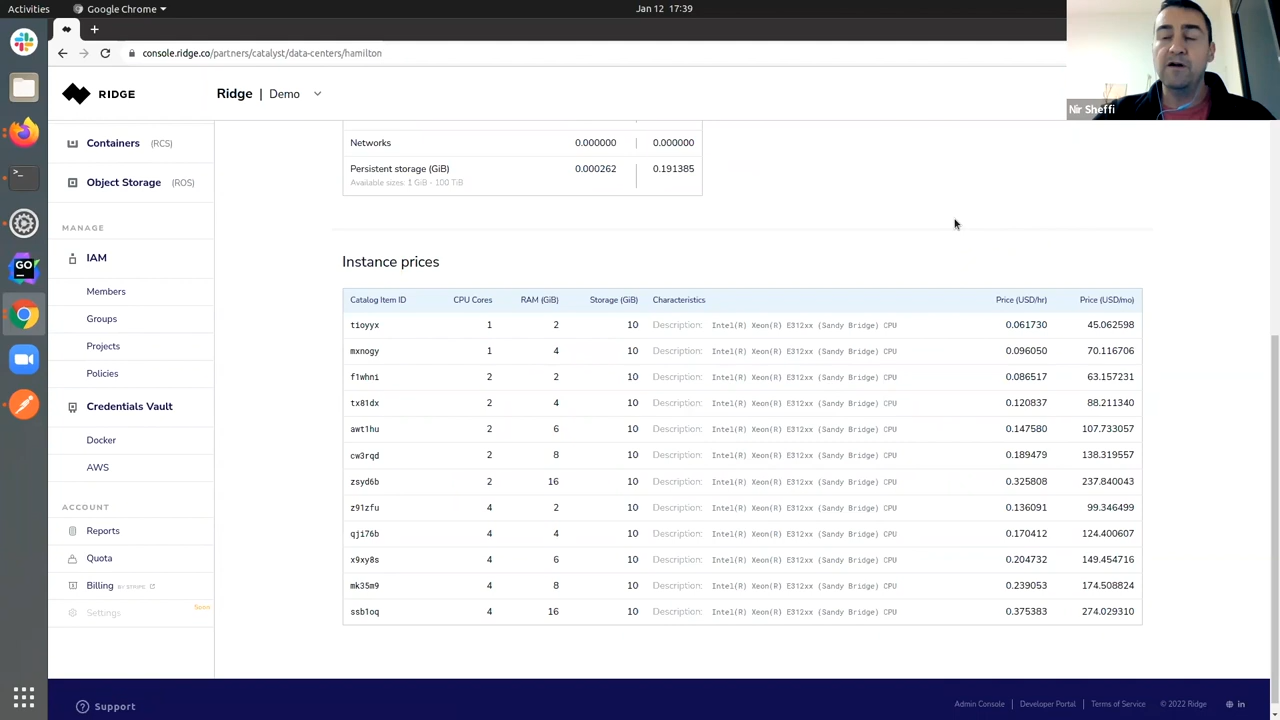 Activities Google Chrome Jan 12 17:39
console.ridge.co/partners/catalyst/data-centers/hamilton
RIDGE Ridge | Demo
Nir Sheffi
Containers (RCS)
Object Storage (ROS)
MANAGE
IAM
Members
Groups
Projects
Policies
Credentials Vault
Docker
AWS
ACCOUNT
Reports
Quota
Billing BY STRIPE
Settings Soon
Networks 0.000000 0.000000
Persistent storage (GiB) 0.000262 0.191385
Available sizes: 1 GiB - 100 TiB
Instance prices
Catalog Item ID CPU Cores RAM (GiB) Storage (GiB) Characteristics Price (USD/hr) Price (USD/mo)
tioyyx 1 2 10 Description: Intel(R) Xeon(R) E312xx (Sandy Bridge) CPU 0.061730 45.062598
mxnogy 1 4 10 Description: Intel(R) Xeon(R) E312xx (Sandy Bridge) CPU 0.096050 70.116706
f1whni 2 2 10 Description: Intel(R) Xeon(R) E312xx (Sandy Bridge) CPU 0.086517 63.157231
tx81dx 2 4 10 Description: Intel(R) Xeon(R) E312xx (Sandy Bridge) CPU 0.120837 88.211340
awt1hu 2 6 10 Description: Intel(R) Xeon(R) E312xx (Sandy Bridge) CPU 0.147580 107.733057
cw3rqd 2 8 10 Description: Intel(R) Xeon(R) E312xx (Sandy Bridge) CPU 0.189479 138.319557
zsyd6b 2 16 10 Description: Intel(R) Xeon(R) E312xx (Sandy Bridge) CPU 0.325808 237.840043
z91zfu 4 2 10 Description: Intel(R) Xeon(R) E312xx (Sandy Bridge) CPU 0.136091 99.346499
qji76b 4 4 10 Description: Intel(R) Xeon(R) E312xx (Sandy Bridge) CPU 0.170412 124.400607
x9xy8s 4 6 10 Description: Intel(R) Xeon(R) E312xx (Sandy Bridge) CPU 0.204732 149.454716
mk35m9 4 8 10 Description: Intel(R) Xeon(R) E312xx (Sandy Bridge) CPU 0.239053 174.508824
ssb1oq 4 16 10 Description: Intel(R) Xeon(R) E312xx (Sandy Bridge) CPU 0.375383 274.029310
Support Admin Console | Developer Portal | Terms of Service © 2022 Ridge